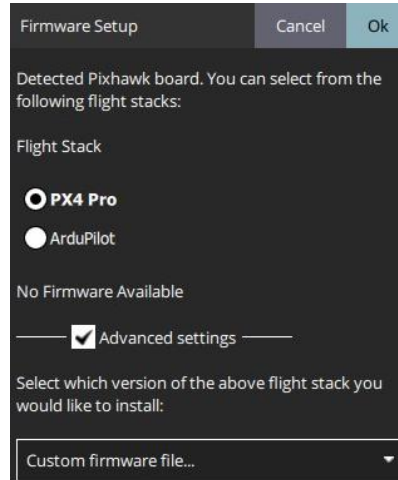 Firmware Setup
Cancel
Ok
Detected Pixhawk board. You can select from the
following flight stacks:
Flight Stack
PX4 Pro
ArduPilot
No Firmware Available
Advanced settings
Select which version of the above flight stack you
would like to install:
Custom firmware file...